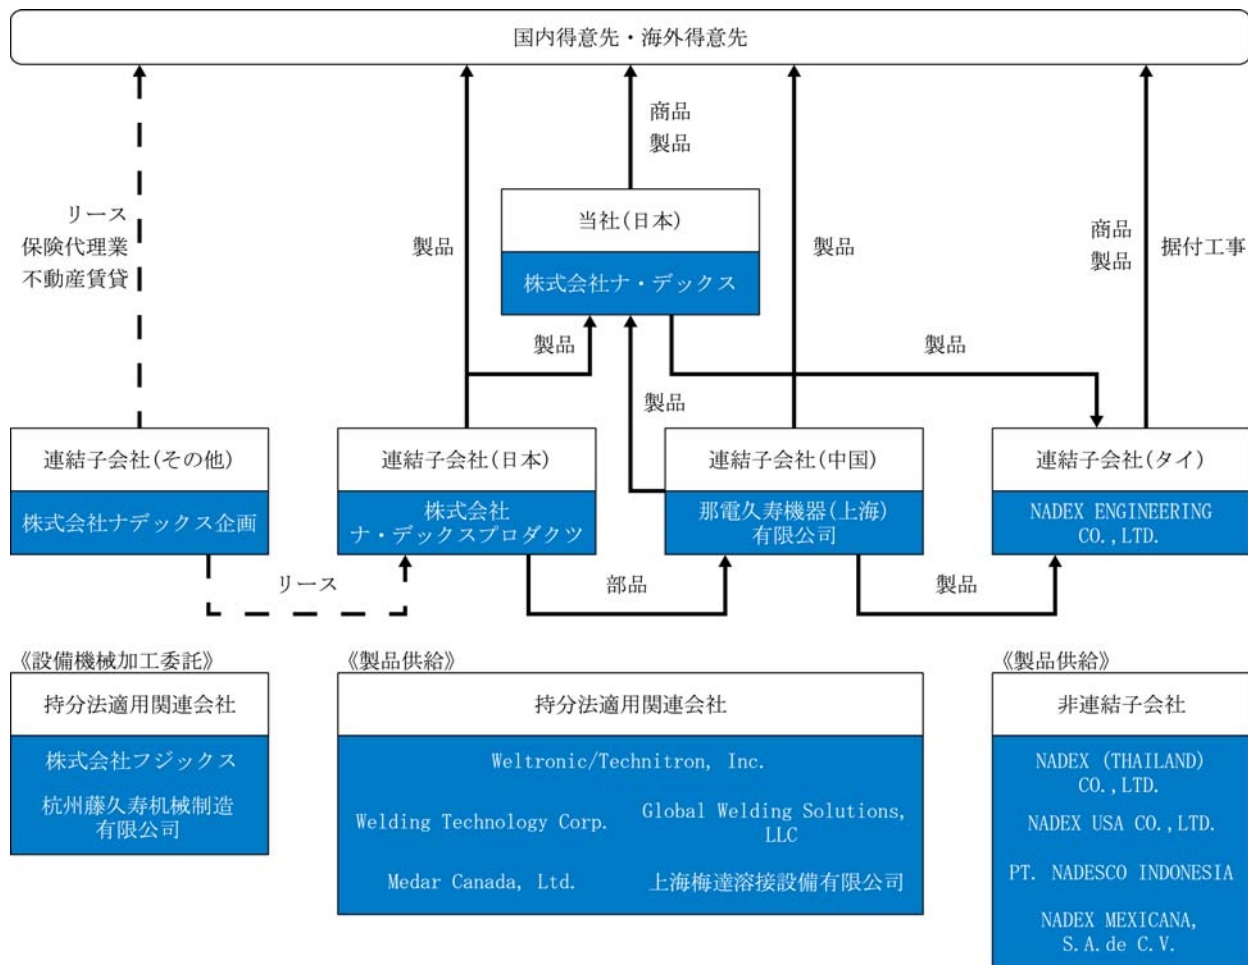 国内得意先・海外得意先
商品
製品
リース
保険代理業
不動産賃貸
製品
当社(日本)
株式会社ナ・デックス
製品
商品
製品
据付工事
製品
製品
製品
連結子会社(その他)
株式会社ナデックス企画
連結子会社(日本)
株式会社
ナ・デックスプロダクツ
連結子会社(中国)
那電久寿機器(上海)
有限公司
連結子会社(タイ)
NADEX ENGINEERING
CO.,LTD.
リース
部品
製品
《設備機械加工委託》
持分法適用関連会社
株式会社フジックス
杭州藤久寿机械制造
有限公司
《製品供給》
持分法適用関連会社
Weltronic/Technitron, Inc.
Welding Technology Corp.
Global Welding Solutions,
LLC
Medar Canada, Ltd.
上海梅達溶接設備有限公司
《製品供給》
非連結子会社
NADEX (THAILAND)
CO.,LTD.
NADEX USA CO.,LTD.
PT. NADESCO INDONESIA
NADEX MEXICANA,
S.A.de C.V.